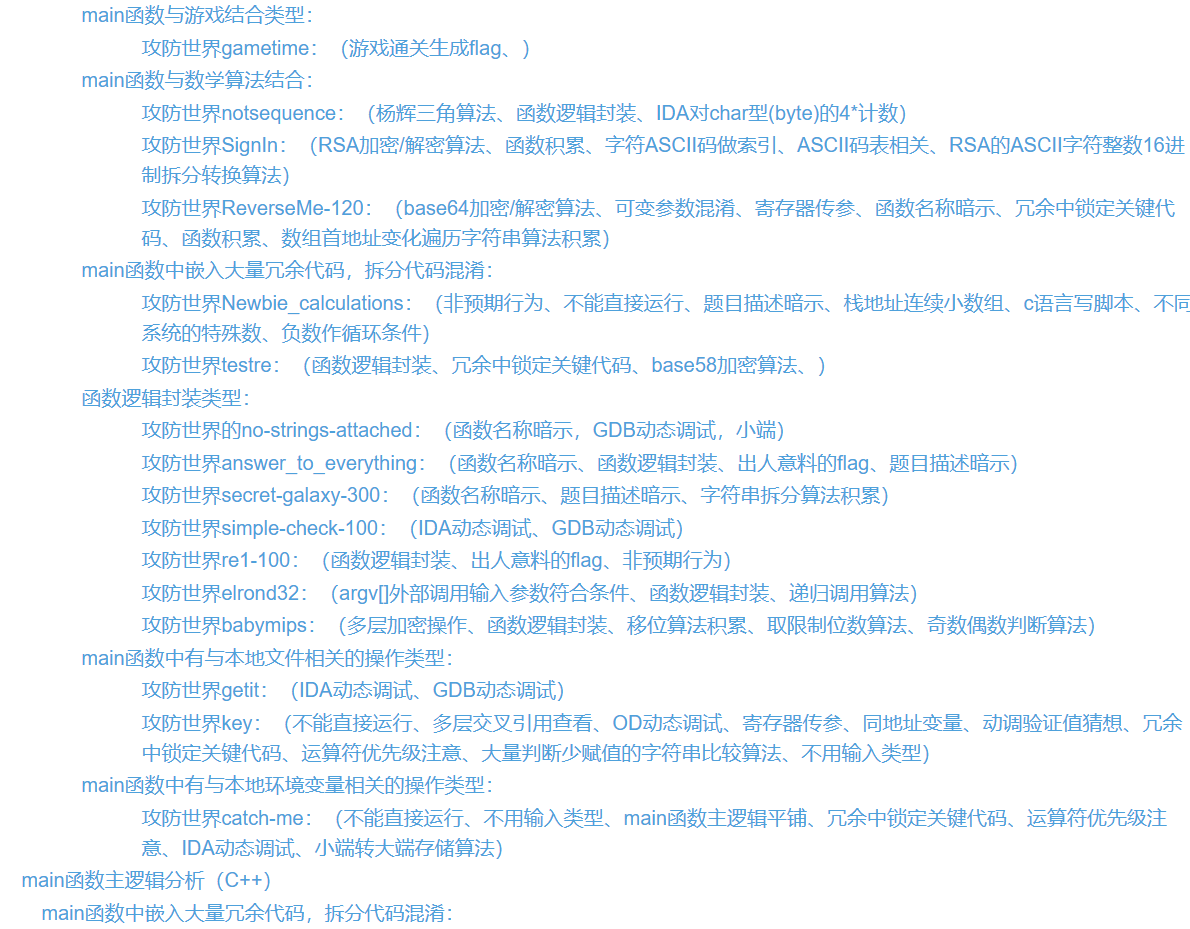 main函数与游戏结合类型：
攻防世界gametime：（游戏通关生成flag、）
main函数与数学算法结合：
攻防世界notsequence：（杨辉三角算法、函数逻辑封装、IDA对char型(byte)的4*计数）
攻防世界SignIn：（RSA加密/解密算法、函数积累、字符ASCII码做索引、ASCII码表相关、RSA的ASCII字符整数16进
制拆分转换算法）
攻防世界ReverseMe-120：（base64加密/解密算法、可变参数混淆、寄存器传参、函数名称暗示、冗余中锁定关键代
码、函数积累、数组首地址变化遍历字符串算法积累）
main函数中嵌入大量冗余代码，拆分代码混淆：
攻防世界Newbie_calculations：（非预期行为、不能直接运行、题目描述暗示、栈地址连续小数组、c语言写脚本、不同
系统的特殊数、负数作循环条件）
攻防世界testre：（函数逻辑封装、冗余中锁定关键代码、base58加密算法、）
函数逻辑封装类型：
攻防世界的no-strings-attached：（函数名称暗示，GDB动态调试，小端）
攻防世界answer_to_everything：（函数名称暗示、函数逻辑封装、出人意料的flag、题目描述暗示）
攻防世界secret-galaxy-300：（函数名称暗示、题目描述暗示、字符串拆分算法积累）
攻防世界simple-check-100：（IDA动态调试、GDB动态调试）
攻防世界re1-100：（函数逻辑封装、出人意料的flag、非预期行为）
攻防世界elrond32：（argv[]外部调用输入参数符合条件、函数逻辑封装、递归调用算法）
攻防世界babymips：（多层加密操作、函数逻辑封装、移位算法积累、取限制位数算法、奇数偶数判断算法）
main函数中有与本地文件相关的操作类型：
攻防世界getit：（IDA动态调试、GDB动态调试）
攻防世界key：（不能直接运行、多层交叉引用查看、OD动态调试、寄存器传参、同地址变量、动调验证值猜想、冗余
中锁定关键代码、运算符优先级注意、大量判断少赋值的字符串比较算法、不用输入类型）
main函数中有与本地环境变量相关的操作类型：
攻防世界catch-me：（不能直接运行、不用输入类型、main函数主逻辑平铺、冗余中锁定关键代码、运算符优先级注
意、IDA动态调试、小端转大端存储算法）
main函数主逻辑分析（C++）
main函数中嵌入大量冗余代码，拆分代码混淆：